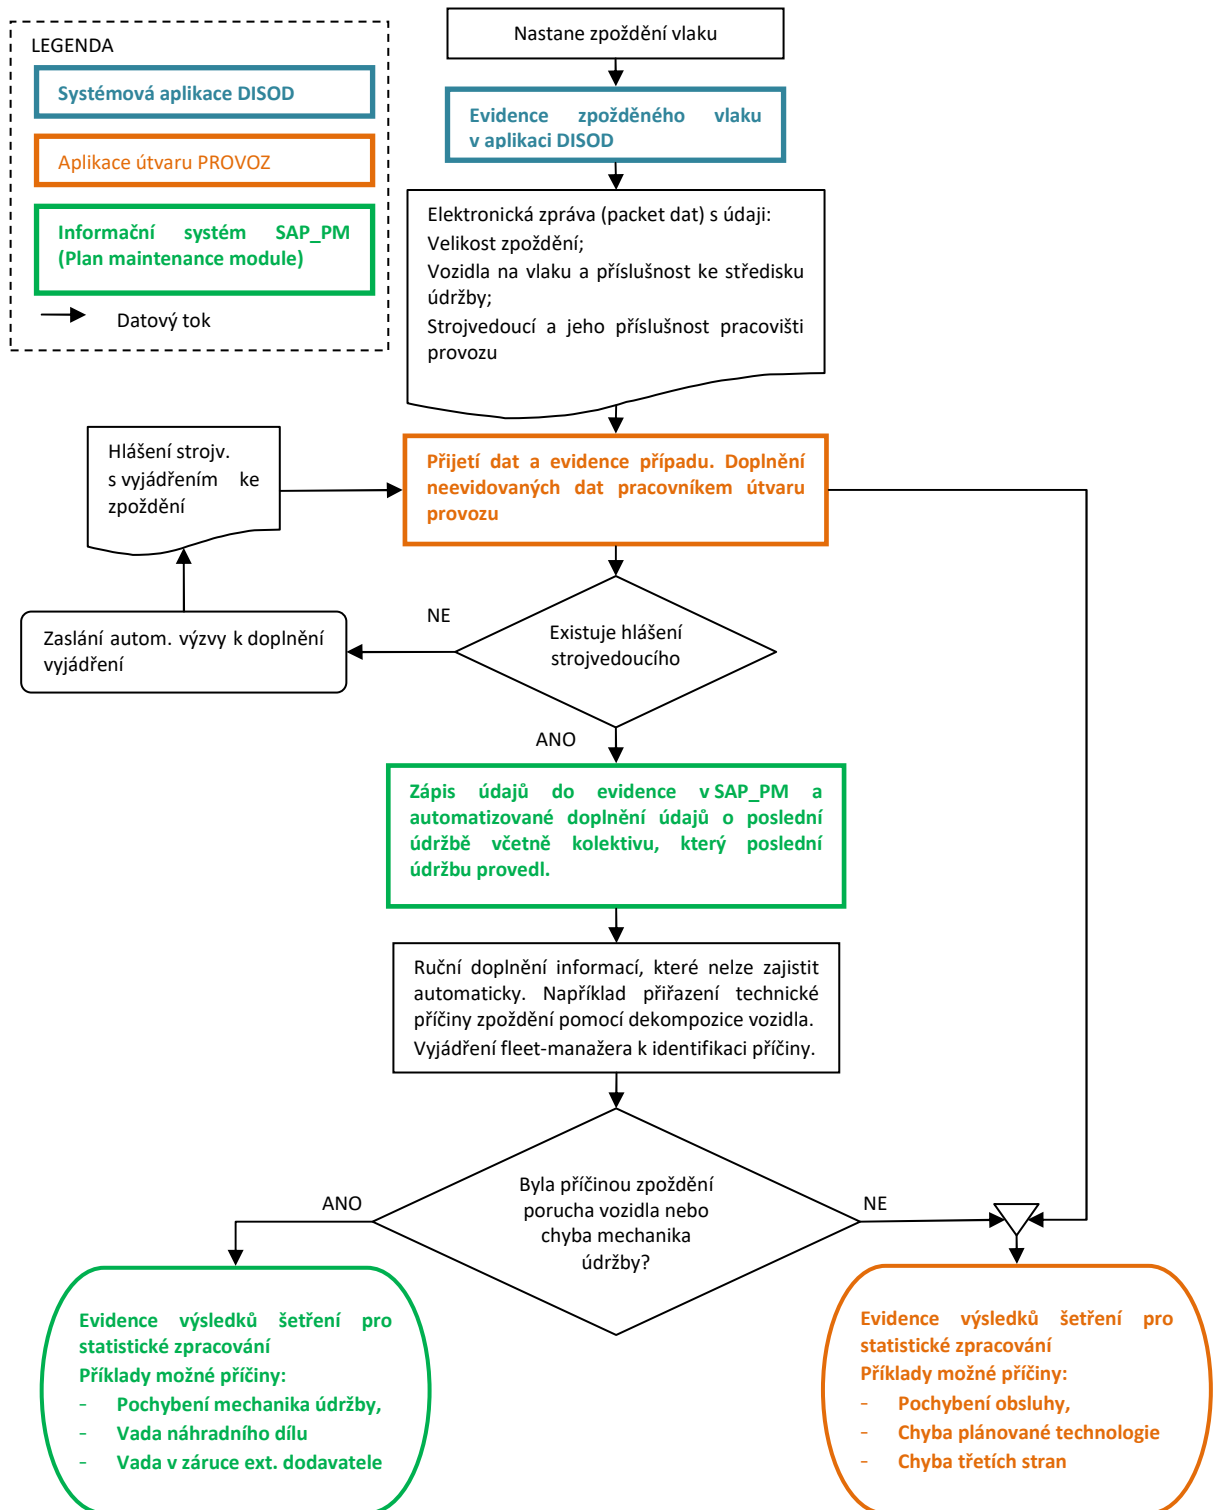 LEGENDA
Systémová aplikace DISOD
Aplikace útvaru PROVOZ
Informační systém SAP_PM
(Plan maintenance module)
Datový tok
Nastane zpoždění vlaku
Evidence zpožděného vlaku
v aplikaci DISOD
Elektronická zpráva (packet dat) s údaji:
Velikost zpoždění;
Vozidla na vlaku a příslušnost ke středisku
údržby;
Strojvedoucí a jeho příslušnost pracovišti
provozu
Hlášení strojv.
s vyjádřením ke
zpoždění
Přijetí dat a evidence případu. Doplnění
neevidovaných dat pracovníkem útvaru
provozu
NE
Zaslání autom. výzvy k doplnění
vyjádření
Existuje hlášení
strojvedoucího
ANO
Zápis údajů do evidence v SAP_PM a
automatizované doplnění údajů o poslední
údržbě včetně kolektivu, který poslední
údržbu provedl.
Ruční doplnění informací, které nelze zajistit
automaticky. Například přiřazení technické
příčiny zpoždění pomocí dekompozice vozidla.
Vyjádření fleet-manažera k identifikaci příčiny.
Byla příčinou zpoždění
porucha vozidla nebo
chyba mechanika
údržby?
ANO
NE
Evidence výsledků šetření pro
statistické zpracování
Příklady možné příčiny:
- Pochybení mechanika údržby,
- Vada náhradního dílu
- Vada v záruce ext. dodavatele
Evidence výsledků šetření pro
statistické zpracování
Příklady možné příčiny:
- Pochybení obsluhy,
- Chyba plánované technologie
- Chyba třetích stran